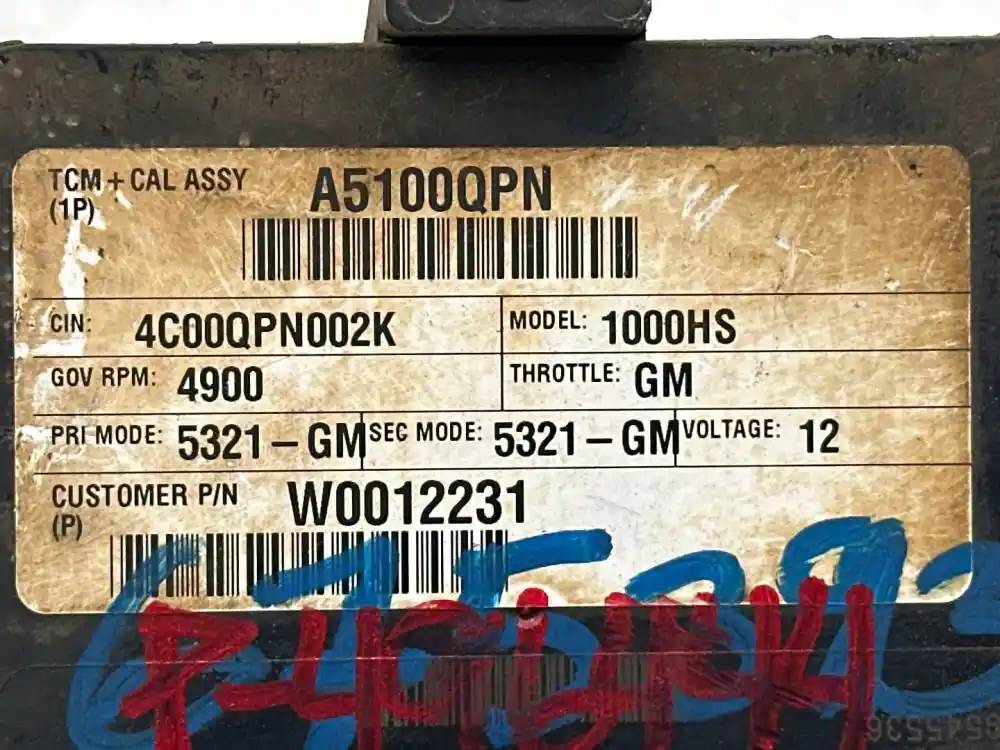 TCM + CAL ASSY
(1P)
A5100QPN
CIN: 4C00QPN002K
MODEL: 1000HS
GOV RPM: 4900
THROTTLE: GM
PRI MODE: 5321 – GM
SEC MODE: 5321 – GM
VOLTAGE: 12
CUSTOMER P/N
(P)
W0012231